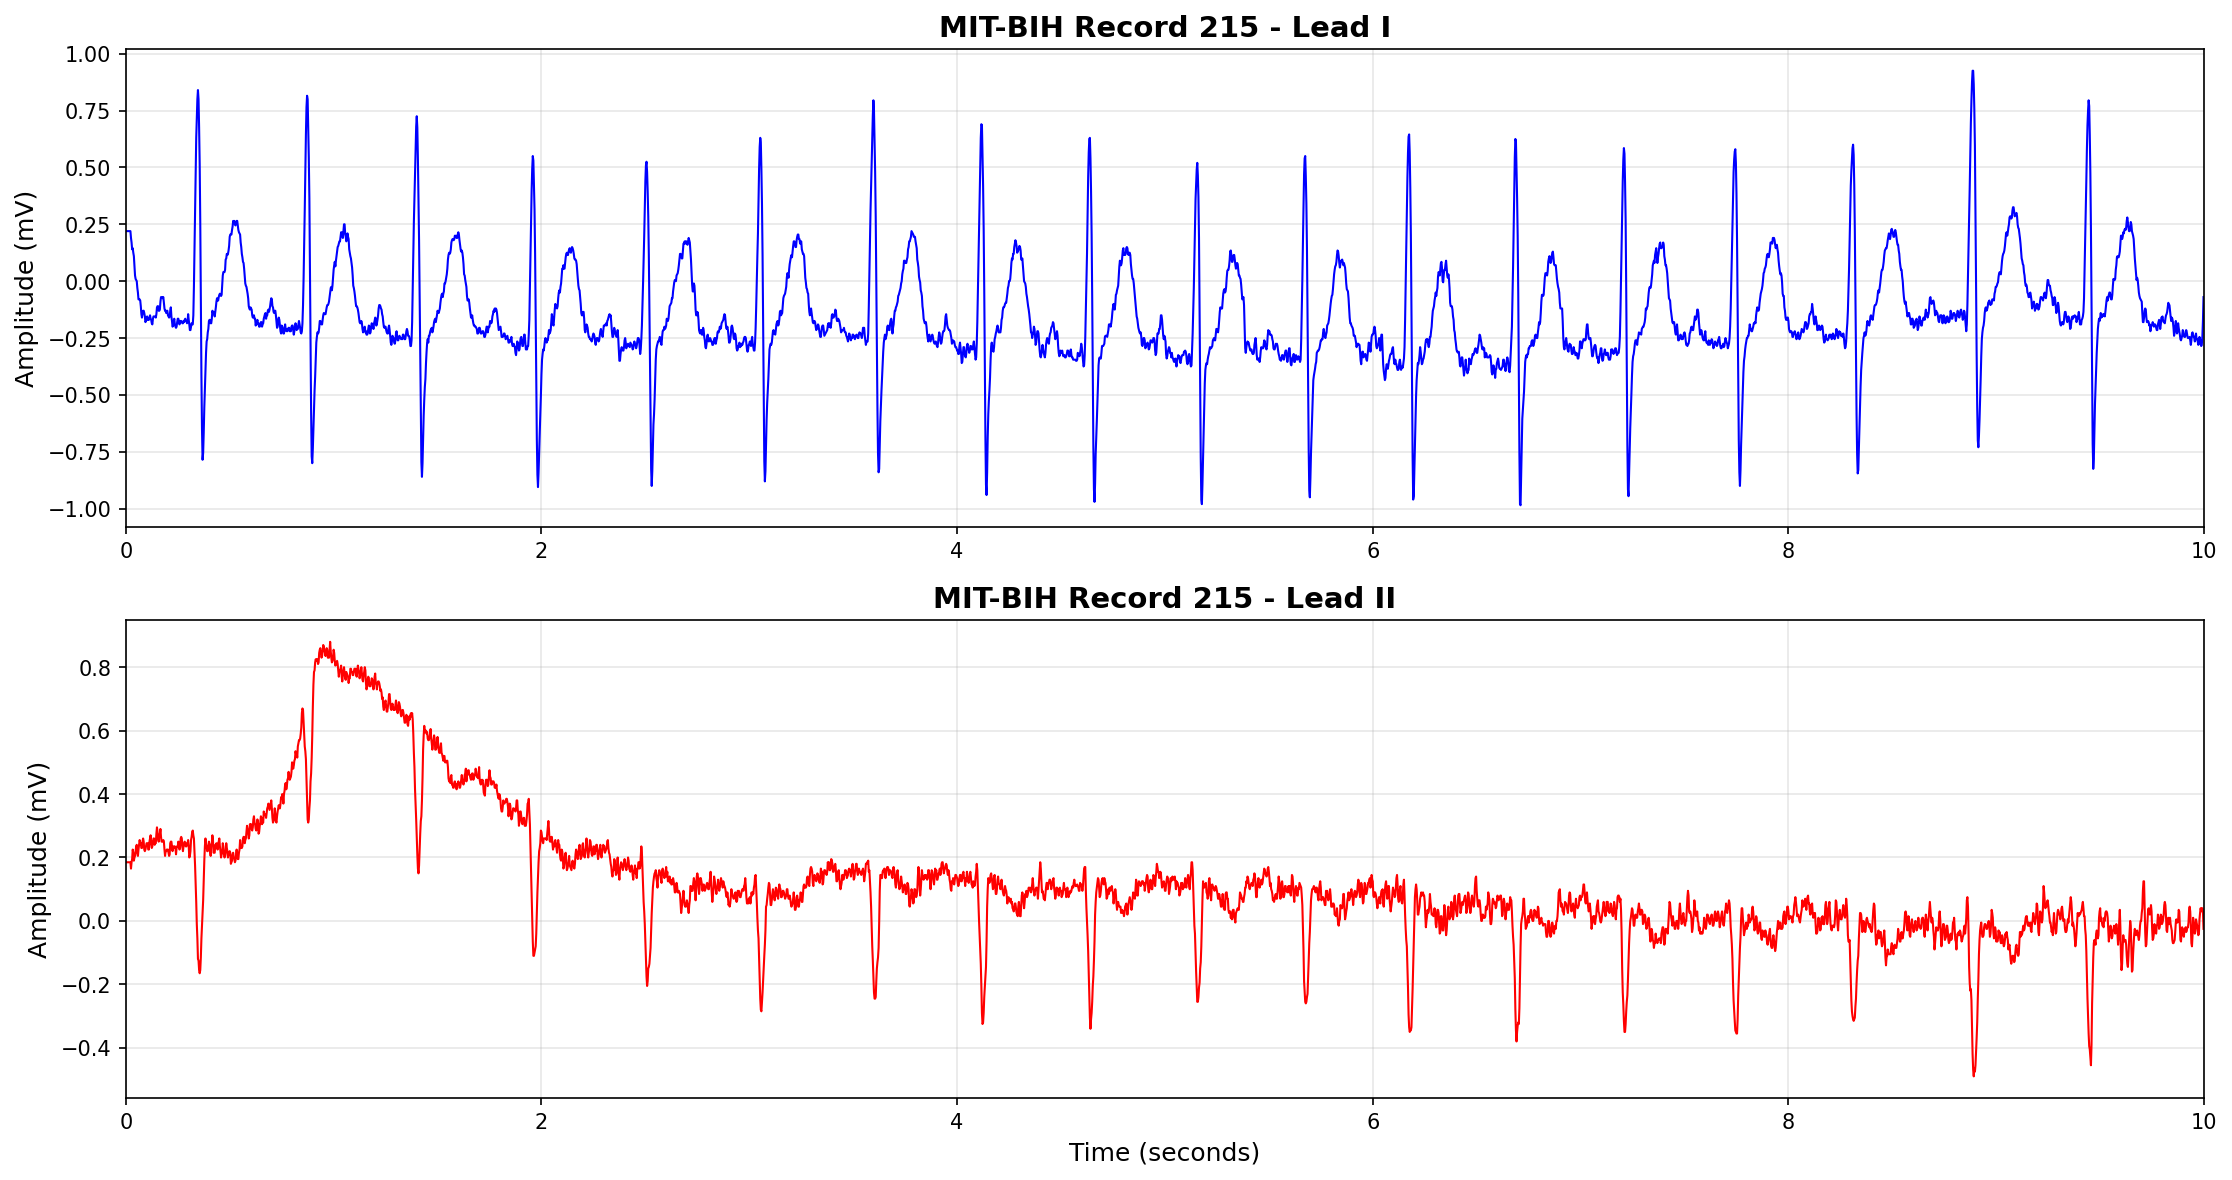 MIT-BIH Record 215 - Lead I
Amplitude (mV)
1.00
0.75
0.50
0.25
0.00
−0.25
−0.50
−0.75
−1.00
0 2 4 6 8 10
MIT-BIH Record 215 - Lead II
Amplitude (mV)
0.8
0.6
0.4
0.2
0.0
−0.2
−0.4
0 2 4 6 8 10
Time (seconds)